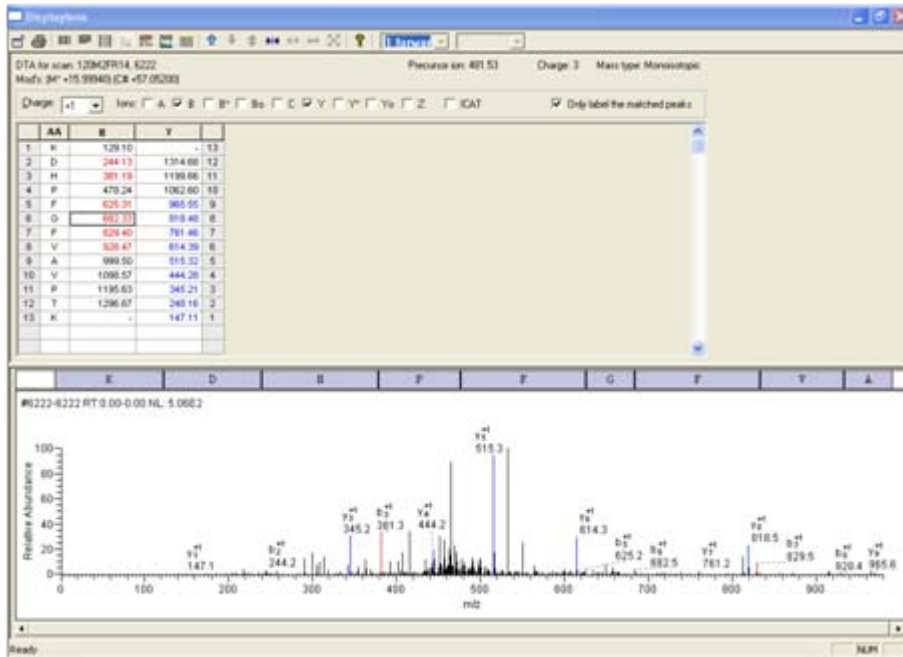 Displaybox
1 forward
DTA for scan: 120M2FR14, 6222 Precursor ion: 481.53 Charge: 3 Mass type: Monoisotopic
Mod's: (M* +15.99940) (C# +57.05200)
Charge: +1 Ions: A B B* Bo C Y Y* Yo Z ICAT Only label the matched peaks
AA B Y
1 K 129.10 - 13
2 D 244.13 1314.68 12
3 H 381.19 1199.66 11
4 P 478.24 1062.60 10
5 F 625.31 965.55 9
6 G 682.33 818.48 8
7 F 829.40 761.46 7
8 V 928.47 614.39 6
9 A 999.50 515.32 5
10 V 1098.57 444.28 4
11 P 1195.63 345.21 3
12 T 1296.67 248.16 2
13 K - 147.11 1
K D H P F G F V A
#6222-6222 RT:0.00-0.00 NL: 5.06E2
Relative Abundance
100
80
60
40
20
0
y1+1 147.1
b2+1 244.2
y3+1 345.2
b3+1 381.3
y4+1 444.2
y5+1 515.3
y6+1 614.3
b5+1 625.2
b6+1 682.5
y7+1 761.2
y8+1 818.5
b7+1 829.5
b8+1 928.4
y9+1 965.6
0 100 200 300 400 500 600 700 800 900
m/z
Ready NUM